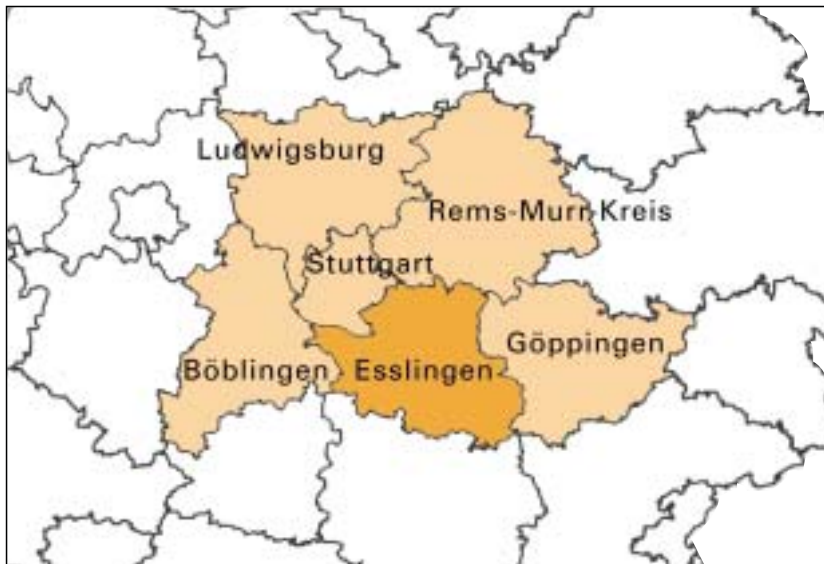 Ludwigsburg
Rems-Murr-Kreis
Stuttgart
Göppingen
Böblingen
Esslingen